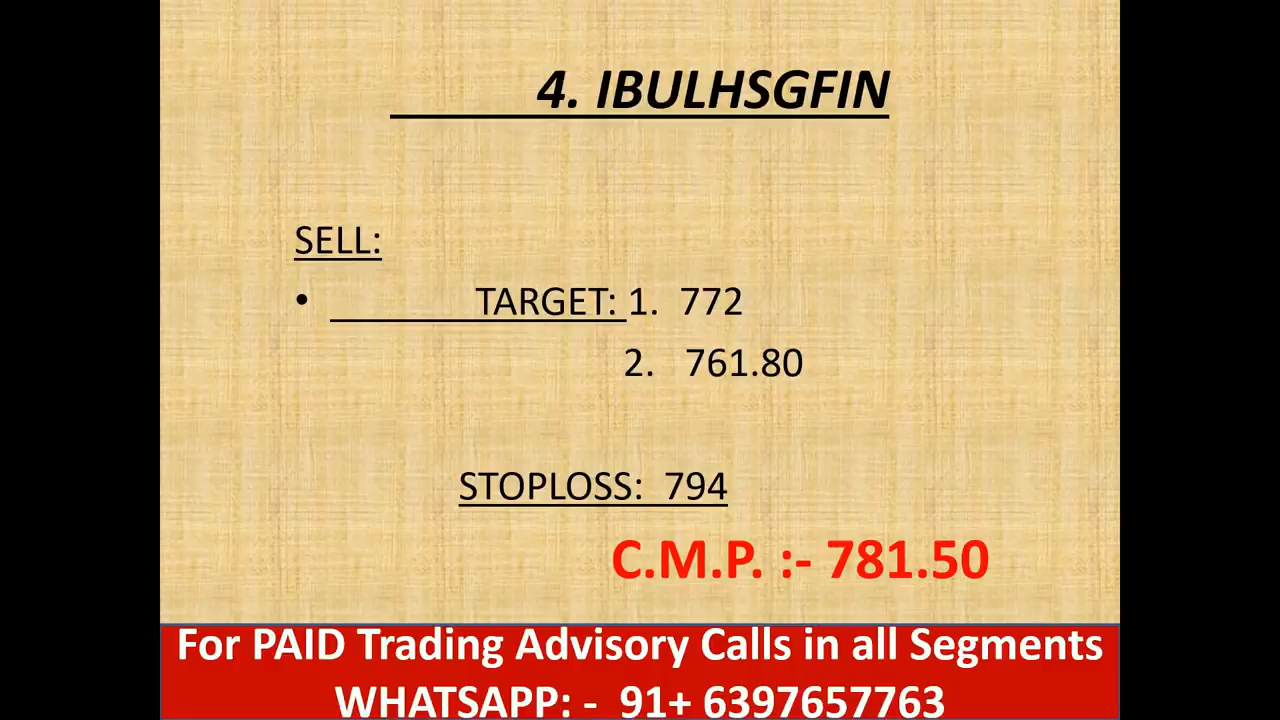 4. IBULHSGFIN
SELL:
• TARGET: 1. 772
2. 761.80
STOPLOSS: 794
C.M.P. :- 781.50
For PAID Trading Advisory Calls in all Segments
WHATSAPP: - 91+ 6397657763